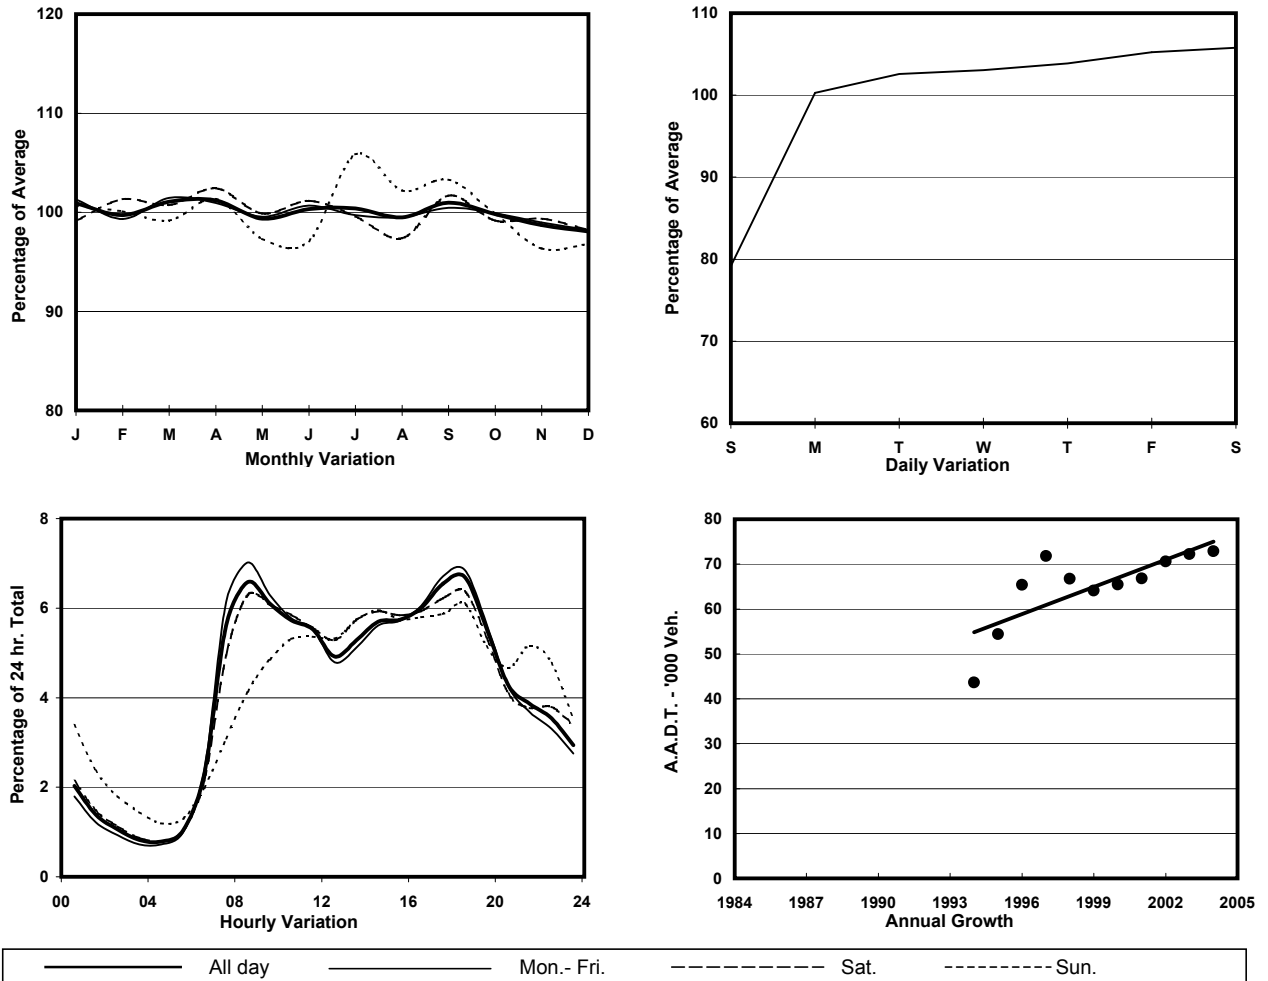 120
110
100
90
80
Percentage of Average
J F M A M J J A S O N D
Monthly Variation
110
100
90
80
70
60
Percentage of Average
S M T W T F S
Daily Variation
8
6
4
2
0
Percentage of 24 hr. Total
00 04 08 12 16 20 24
Hourly Variation
80
70
60
50
40
30
20
10
0
A.A.D.T. - '000 Veh.
1984 1987 1990 1993 1996 1999 2002 2005
Annual Growth
All day Mon.- Fri. Sat. Sun.